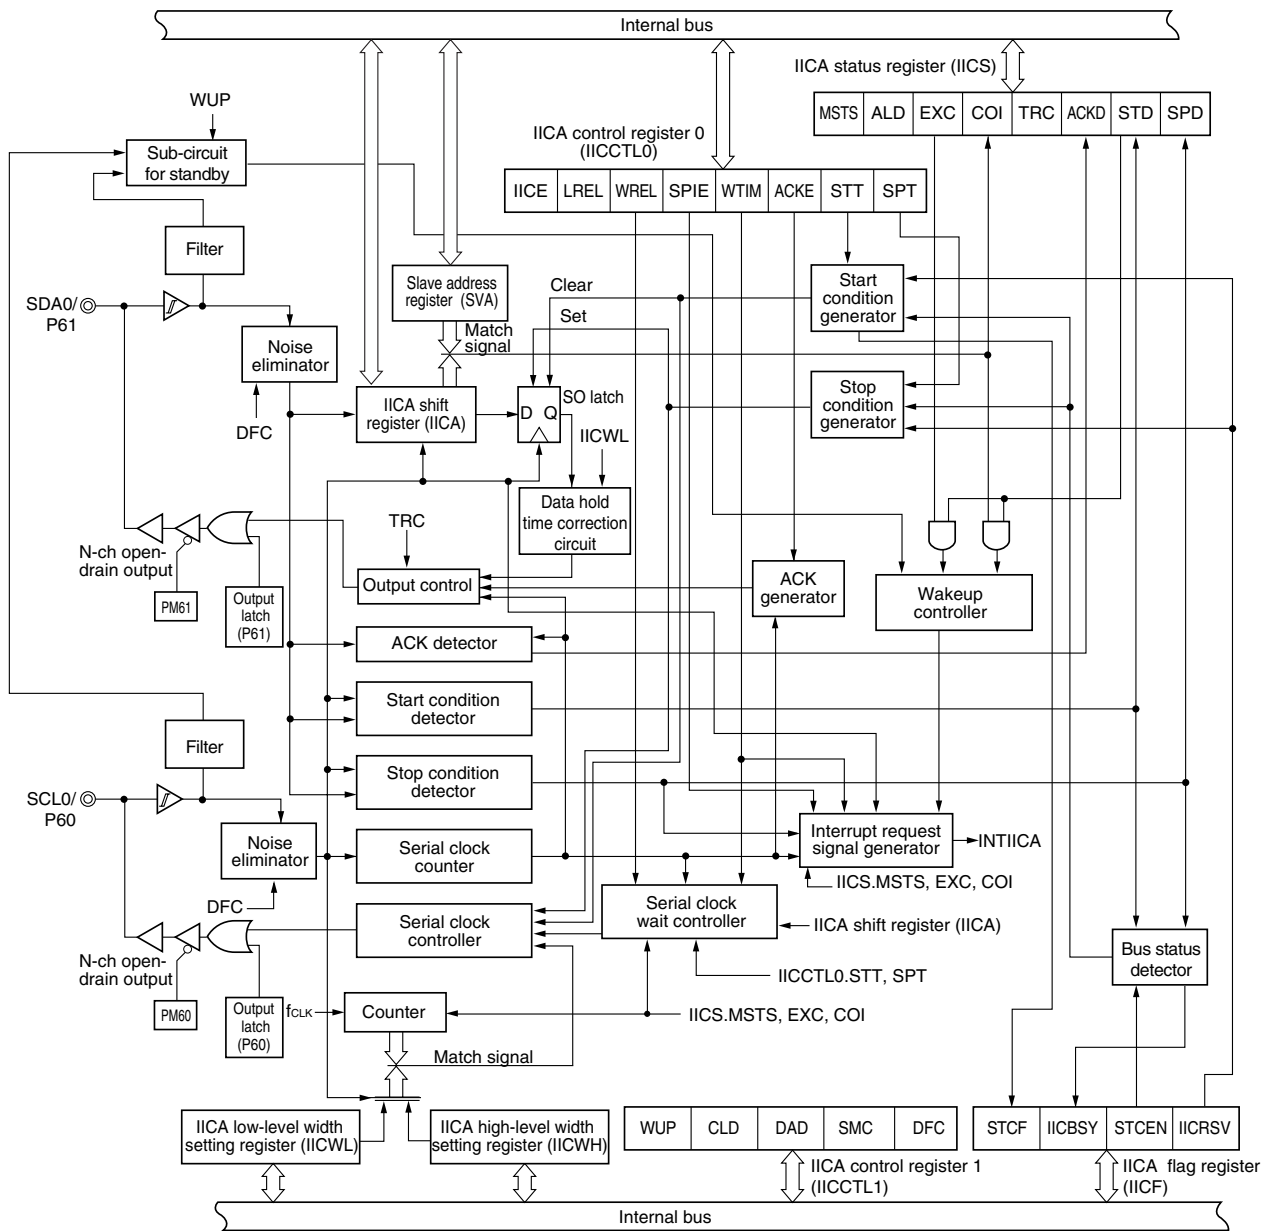 Internal bus
IICA status register (IICS)
MSTS ALD EXC COI TRC ACKD STD SPD
WUP
Sub-circuit
for standby
IICA control register 0
(IICCTL0)
IICE LREL WREL SPIE WTIM ACKE STT SPT
Filter
SDA0/
P61
Slave address
register (SVA)
Clear
Set
Start
condition
generator
Match
signal
Noise
eliminator
DFC
IICA shift
register (IICA)
D Q
SO latch
Stop
condition
generator
IICWL
Data hold
time correction
circuit
TRC
N-ch open-
drain output
PM61
Output
latch
(P61)
Output control
ACK
generator
Wakeup
controller
ACK detector
Start condition
detector
Filter
Stop condition
detector
SCL0/
P60
Noise
eliminator
DFC
Serial clock
counter
Interrupt request
signal generator
INTIICA
IICS.MSTS, EXC, COI
Serial clock
wait controller
IICA shift register (IICA)
Serial clock
controller
N-ch open-
drain output
PM60
Output
latch
(P60)
IICCTL0.STT, SPT
Bus status
detector
fCLK
Counter
IICS.MSTS, EXC, COI
Match signal
IICA low-level width
setting register (IICWL)
IICA high-level width
setting register (IICWH)
WUP CLD DAD SMC DFC
STCF IICBSY STCEN IICRSV
IICA control register 1
(IICCTL1)
IICA flag register
(IICF)
Internal bus